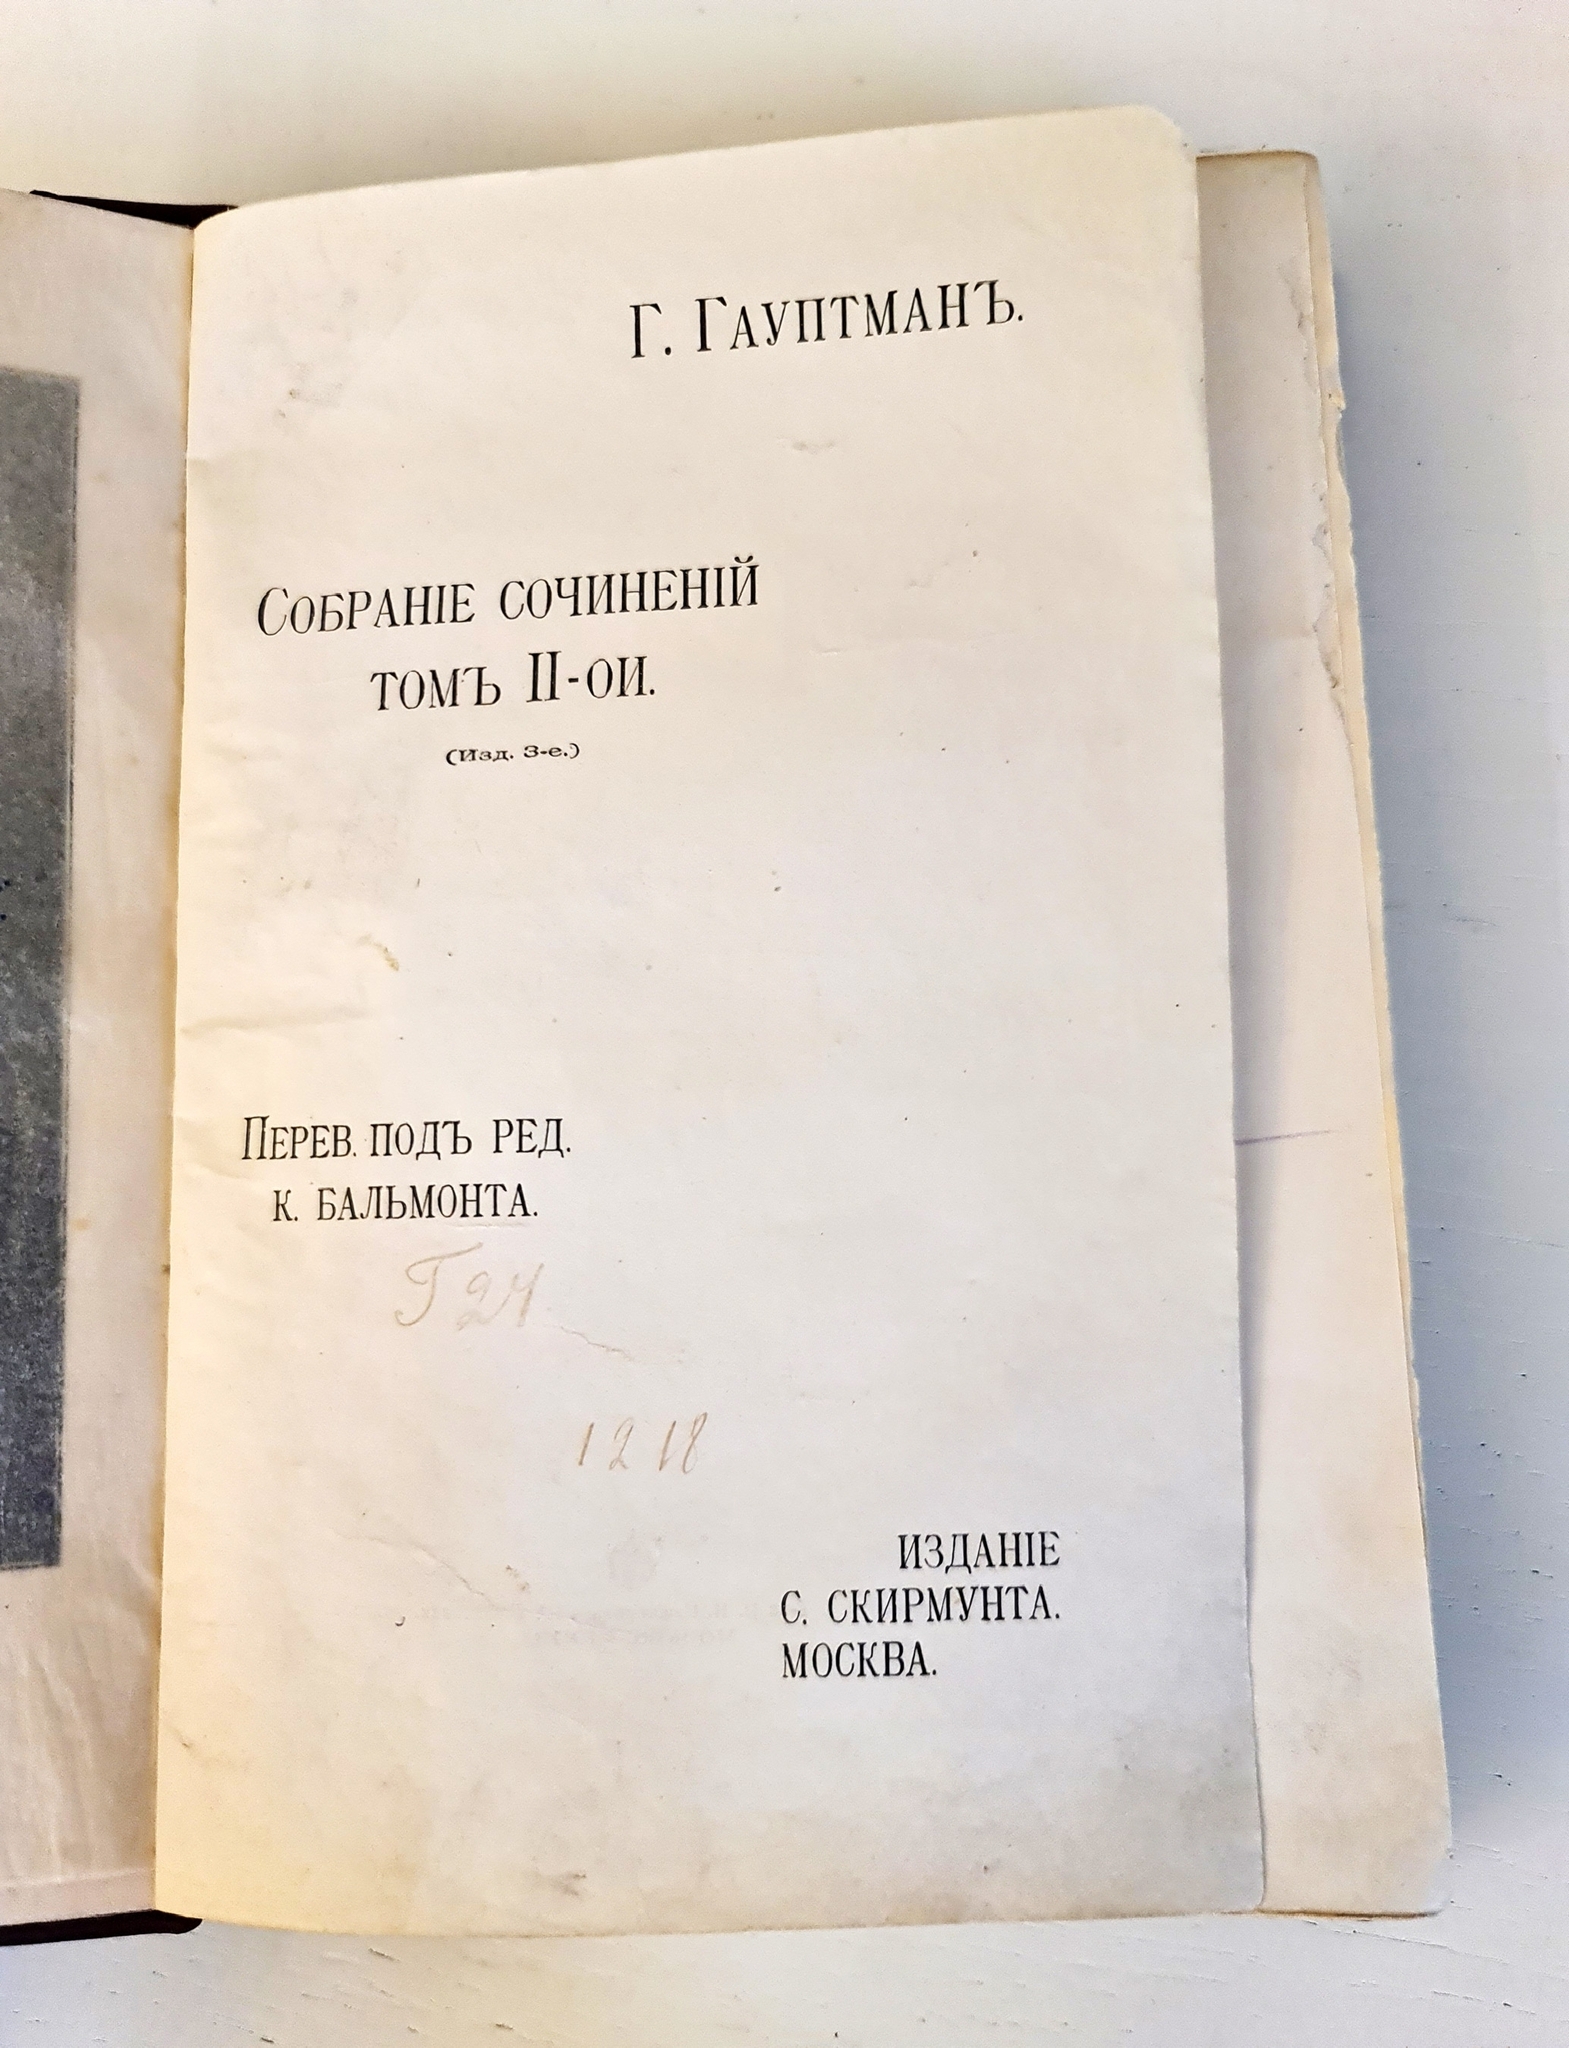 Г. Гауптманъ.
Собраніе сочиненій
томъ II-ои.
(Изд. 3-е.)
Перев. подъ ред.
К. Бальмонта.
Г24
1218
Изданіе
С. Скирмунта.
Москва.